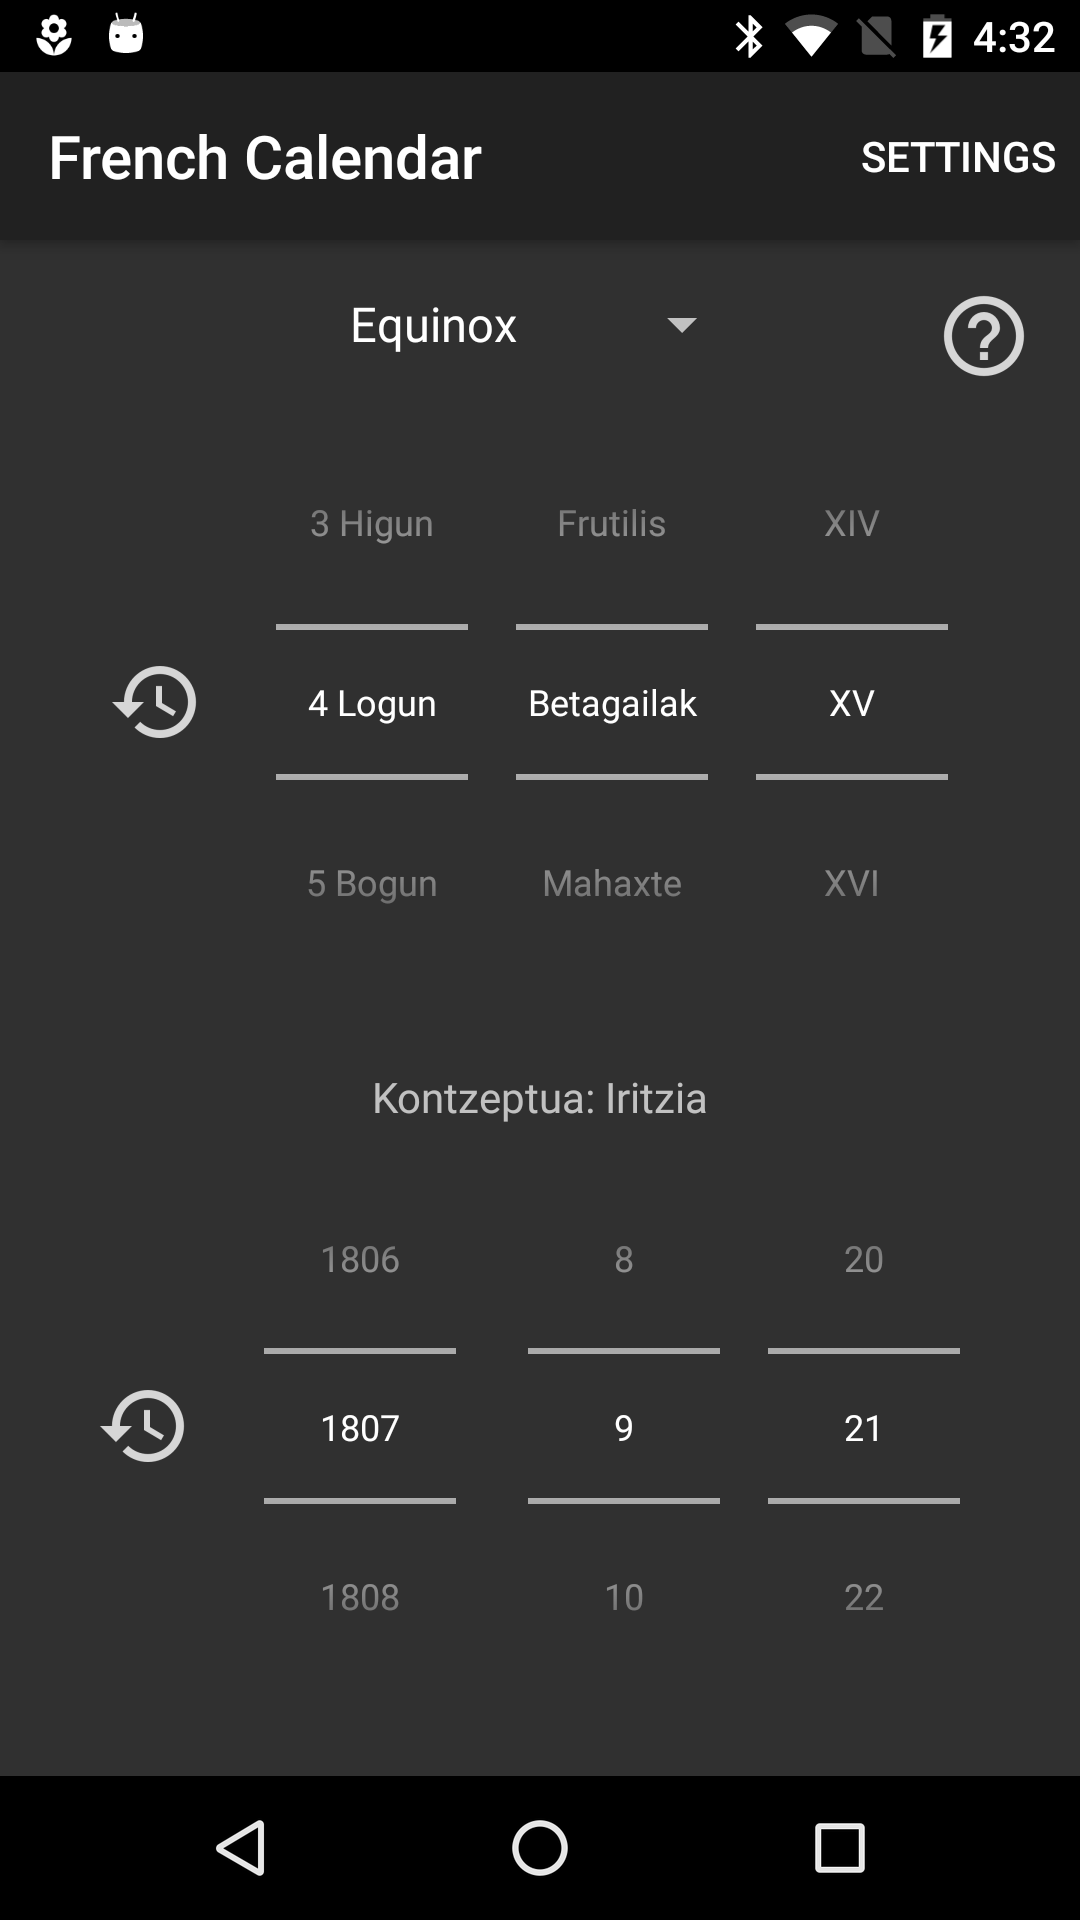 4:32
French Calendar SETTINGS
Equinox
3 Higun Frutilis XIV
4 Logun Betagailak XV
5 Bogun Mahaxte XVI
Kontzeptua: Iritzia
1806 8 20
1807 9 21
1808 10 22